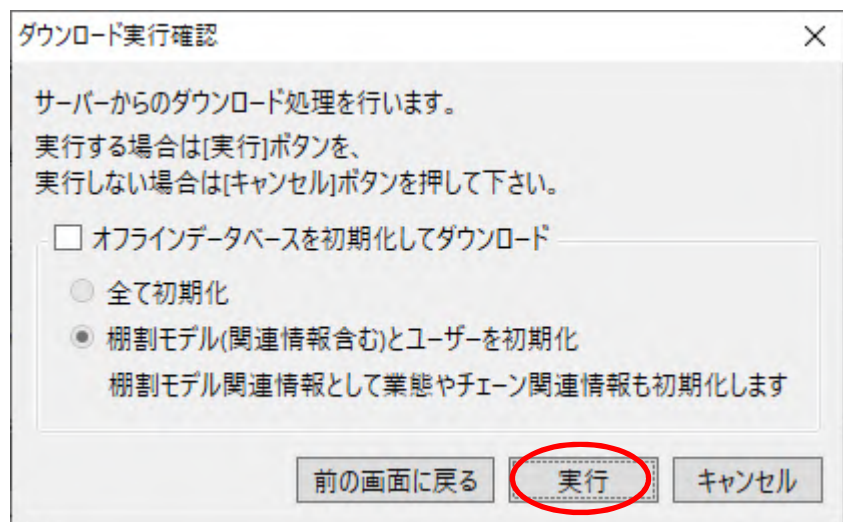 ダウンロード実行確認
サーバーからのダウンロード処理を行います。
実行する場合は[実行]ボタンを、
実行しない場合は[キャンセル]ボタンを押して下さい。
オフラインデータベースを初期化してダウンロード
全て初期化
棚割モデル(関連情報含む)とユーザーを初期化
棚割モデル関連情報として業態やチェーン関連情報も初期化します
前の画面に戻る 実行 キャンセル